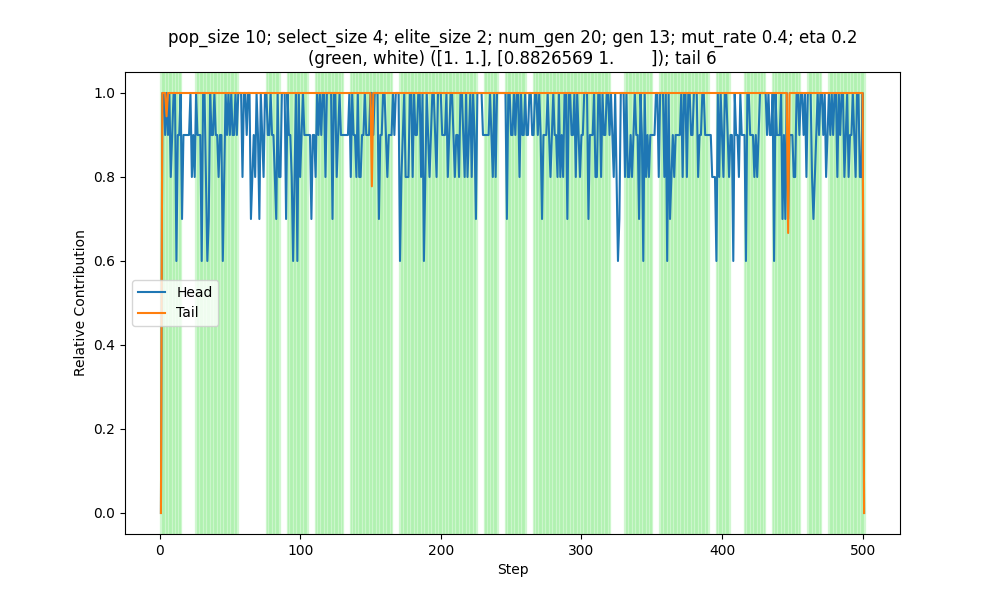 pop_size 10; select_size 4; elite_size 2; num_gen 20; gen 13; mut_rate 0.4; eta 0.2
(green, white) ([1. 1.], [0.8826569 1.        ]); tail 6
1.0
0.8
0.6
0.4
0.2
0.0
Relative Contribution
Head
Tail
0
100
200
300
400
500
Step